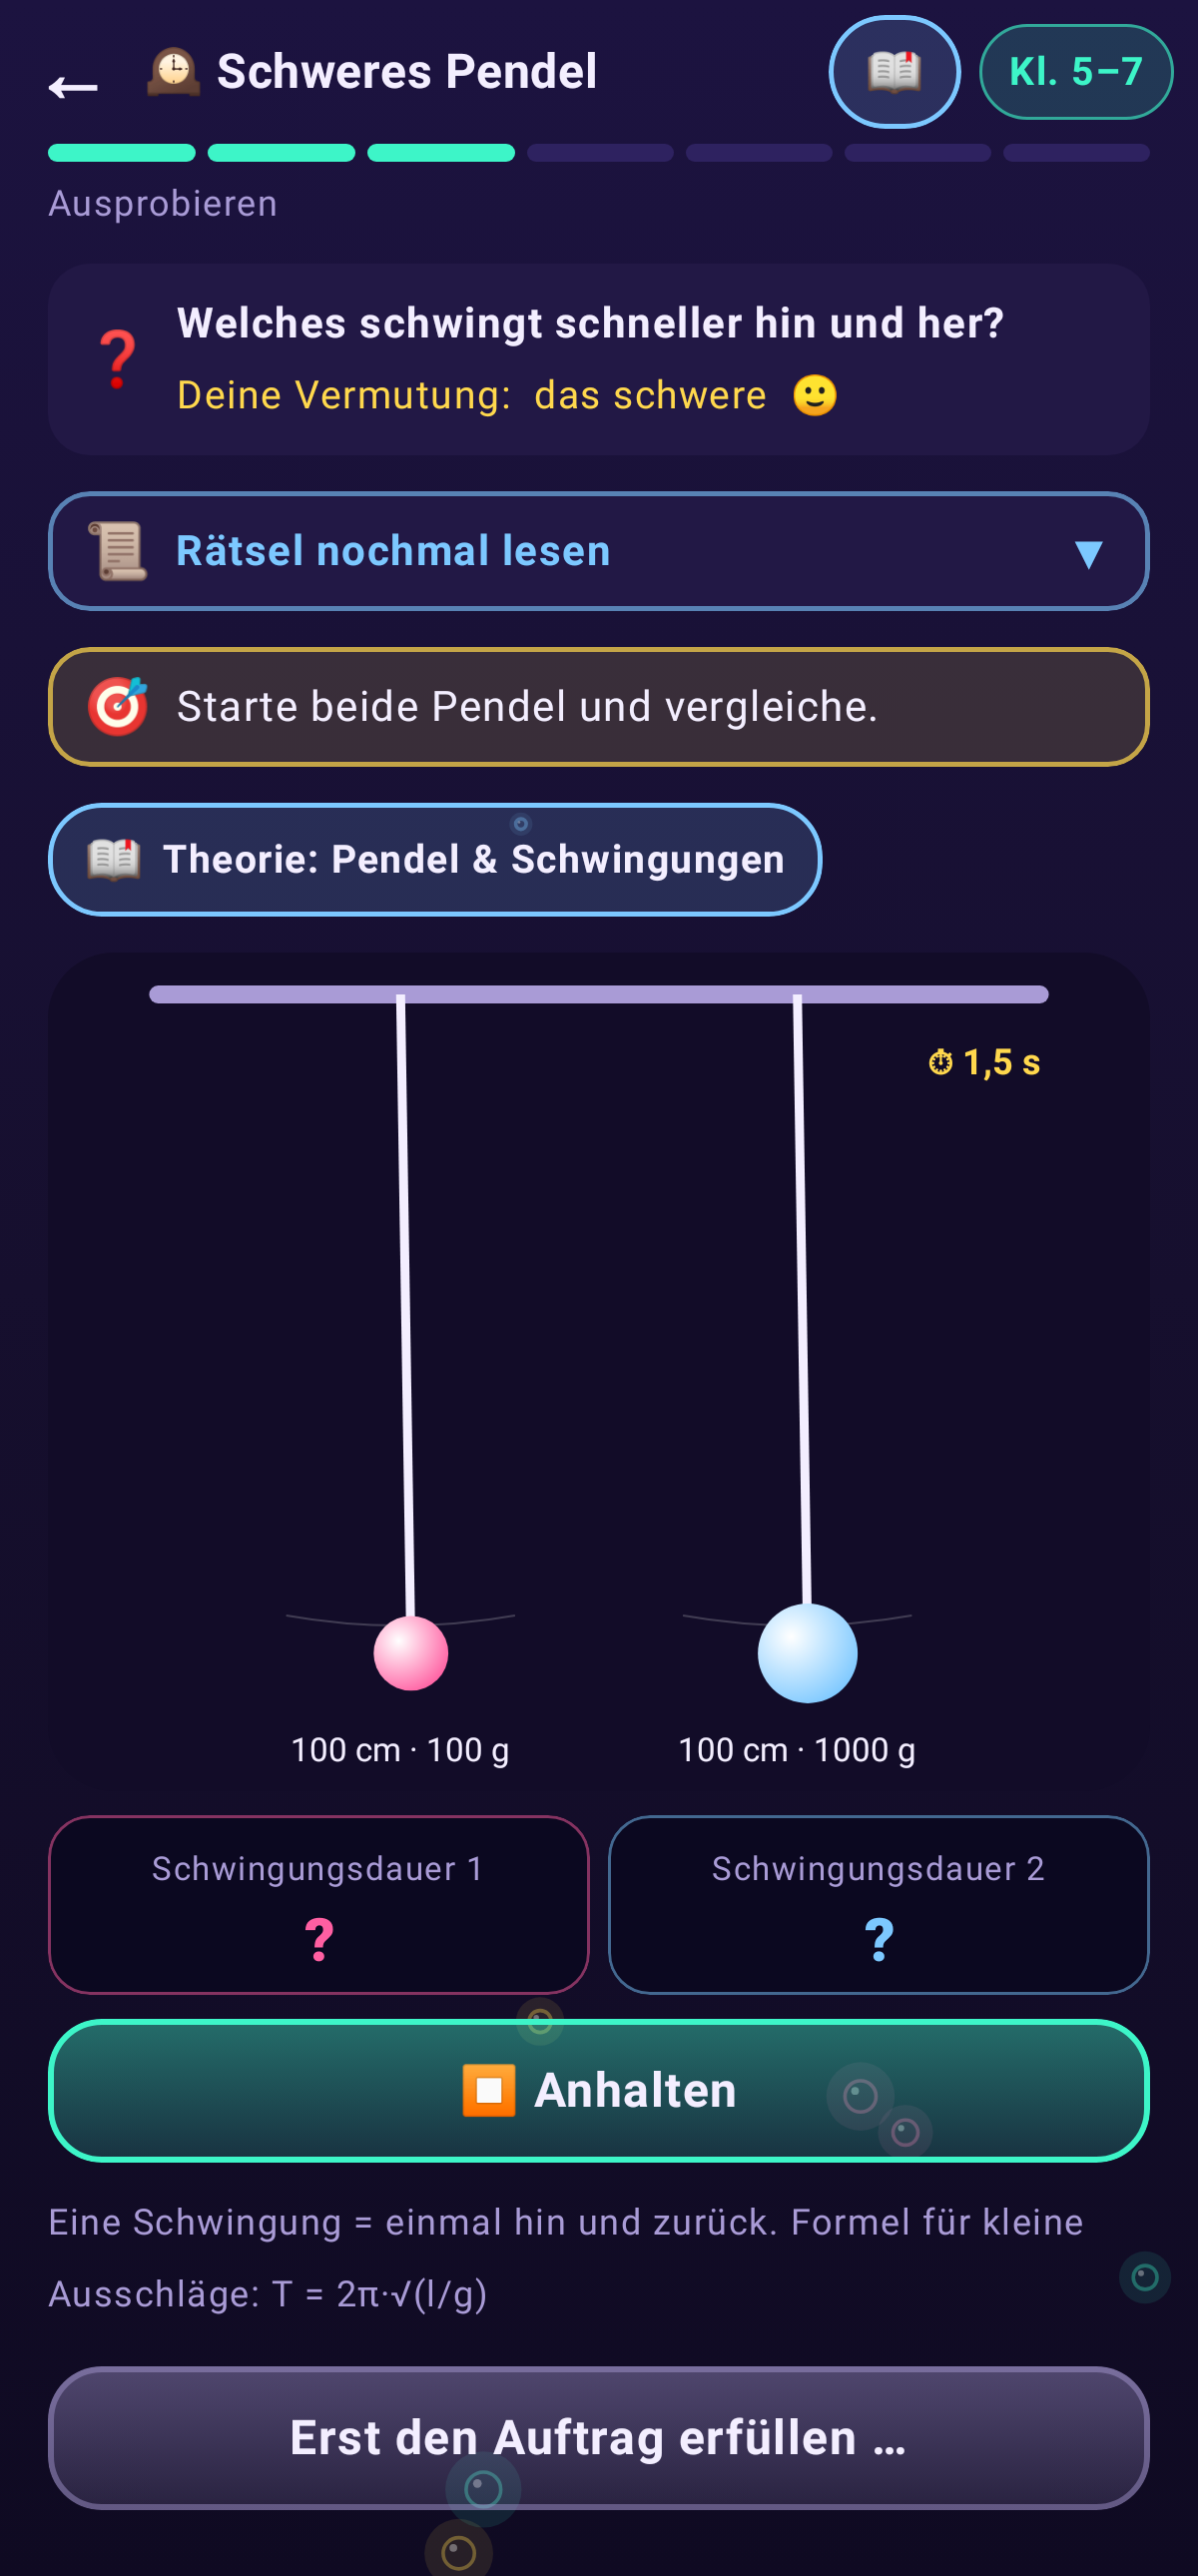 Schweres Pendel
Kl. 5–7
Ausprobieren
Welches schwingt schneller hin und her?
Deine Vermutung: das schwere 🙂
Rätsel nochmal lesen
Starte beide Pendel und vergleiche.
Theorie: Pendel & Schwingungen
⏱ 1,5 s
100 cm · 100 g
100 cm · 1000 g
Schwingungsdauer 1
?
Schwingungsdauer 2
?
Anhalten
Eine Schwingung = einmal hin und zurück. Formel für kleine
Ausschläge: T = 2π·√(l/g)
Erst den Auftrag erfüllen …